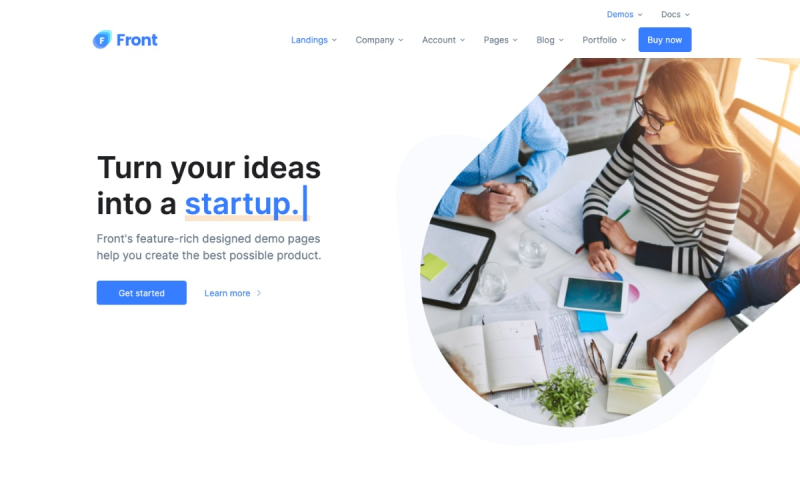 Demos Docs
F Front Landings Company Account Pages Blog Portfolio Buy now
Turn your ideas
into a startup.
Front's feature-rich designed demo pages
help you create the best possible product.
Get started Learn more